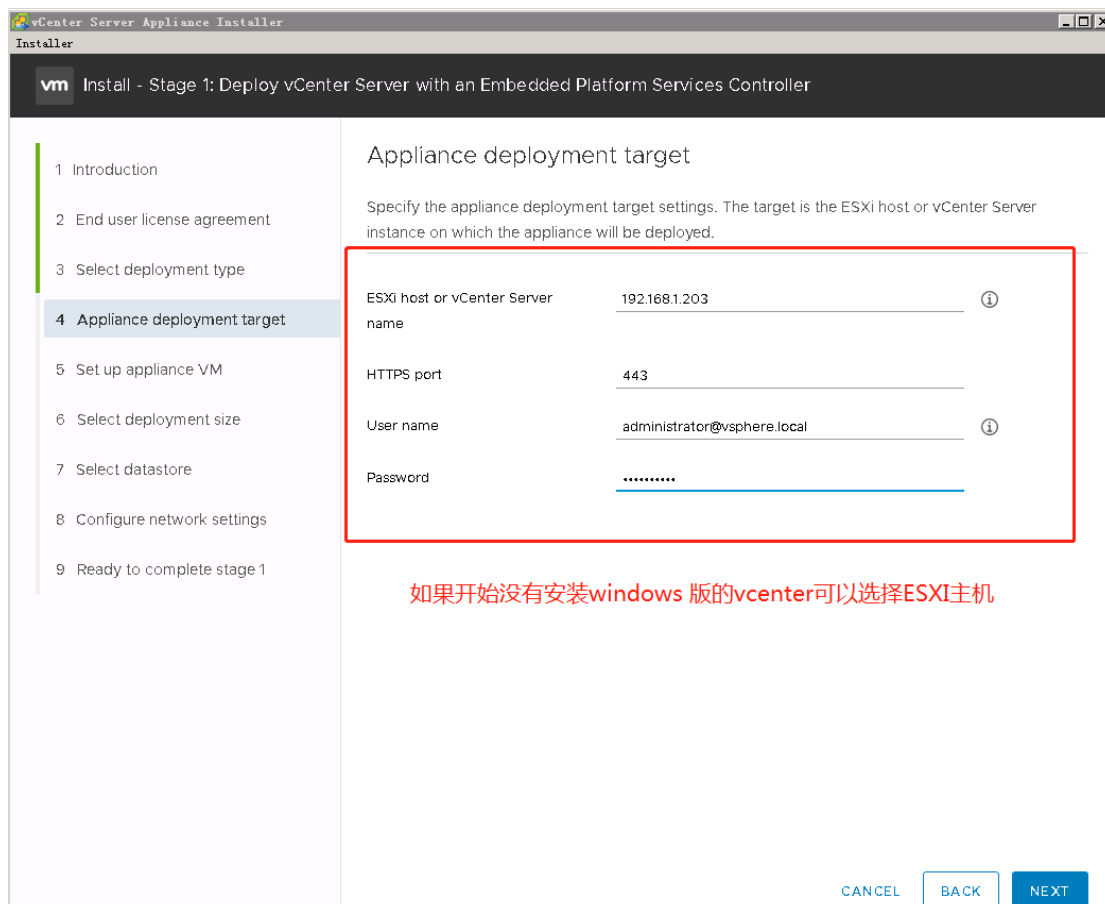 vCenter Server Appliance Installer
Installer
vm Install - Stage 1: Deploy vCenter Server with an Embedded Platform Services Controller
1 Introduction
2 End user license agreement
3 Select deployment type
4 Appliance deployment target
5 Set up appliance VM
6 Select deployment size
7 Select datastore
8 Configure network settings
9 Ready to complete stage 1
Appliance deployment target
Specify the appliance deployment target settings. The target is the ESXi host or vCenter Server
instance on which the appliance will be deployed.
ESXi host or vCenter Server
name
192.168.1.203
HTTPS port
443
User name
administrator@vsphere.local
Password
••••••••••
如果开始没有安装windows 版的vcenter可以选择ESXI主机
CANCEL
BACK
NEXT